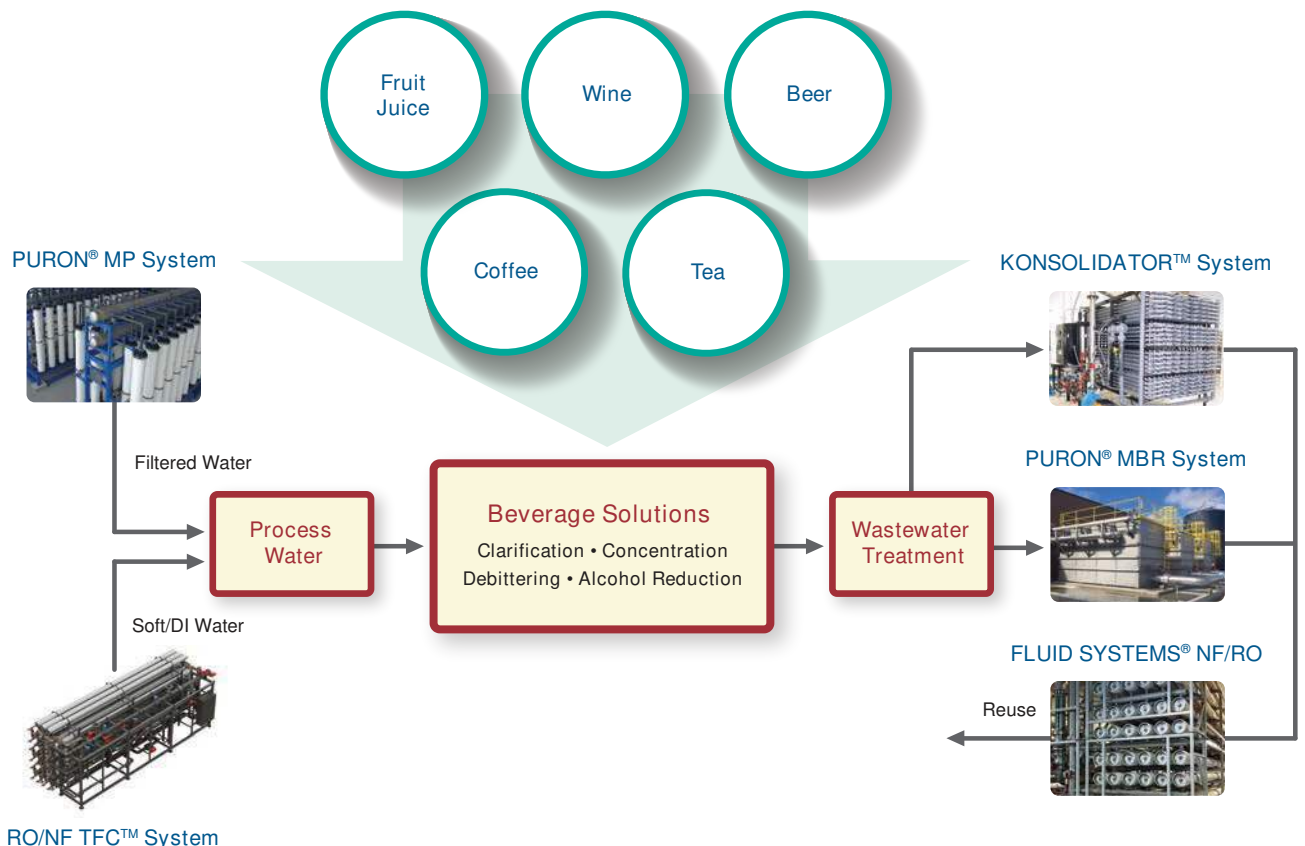 Fruit
Juice
Wine
Beer
Coffee
Tea
PURON® MP System
KONSOLIDATOR™ System
Filtered Water
PURON® MBR System
Process
Water
Beverage Solutions
Clarification • Concentration
Debittering • Alcohol Reduction
Wastewater
Treatment
Soft/DI Water
FLUID SYSTEMS® NF/RO
Reuse
RO/NF TFC™ System